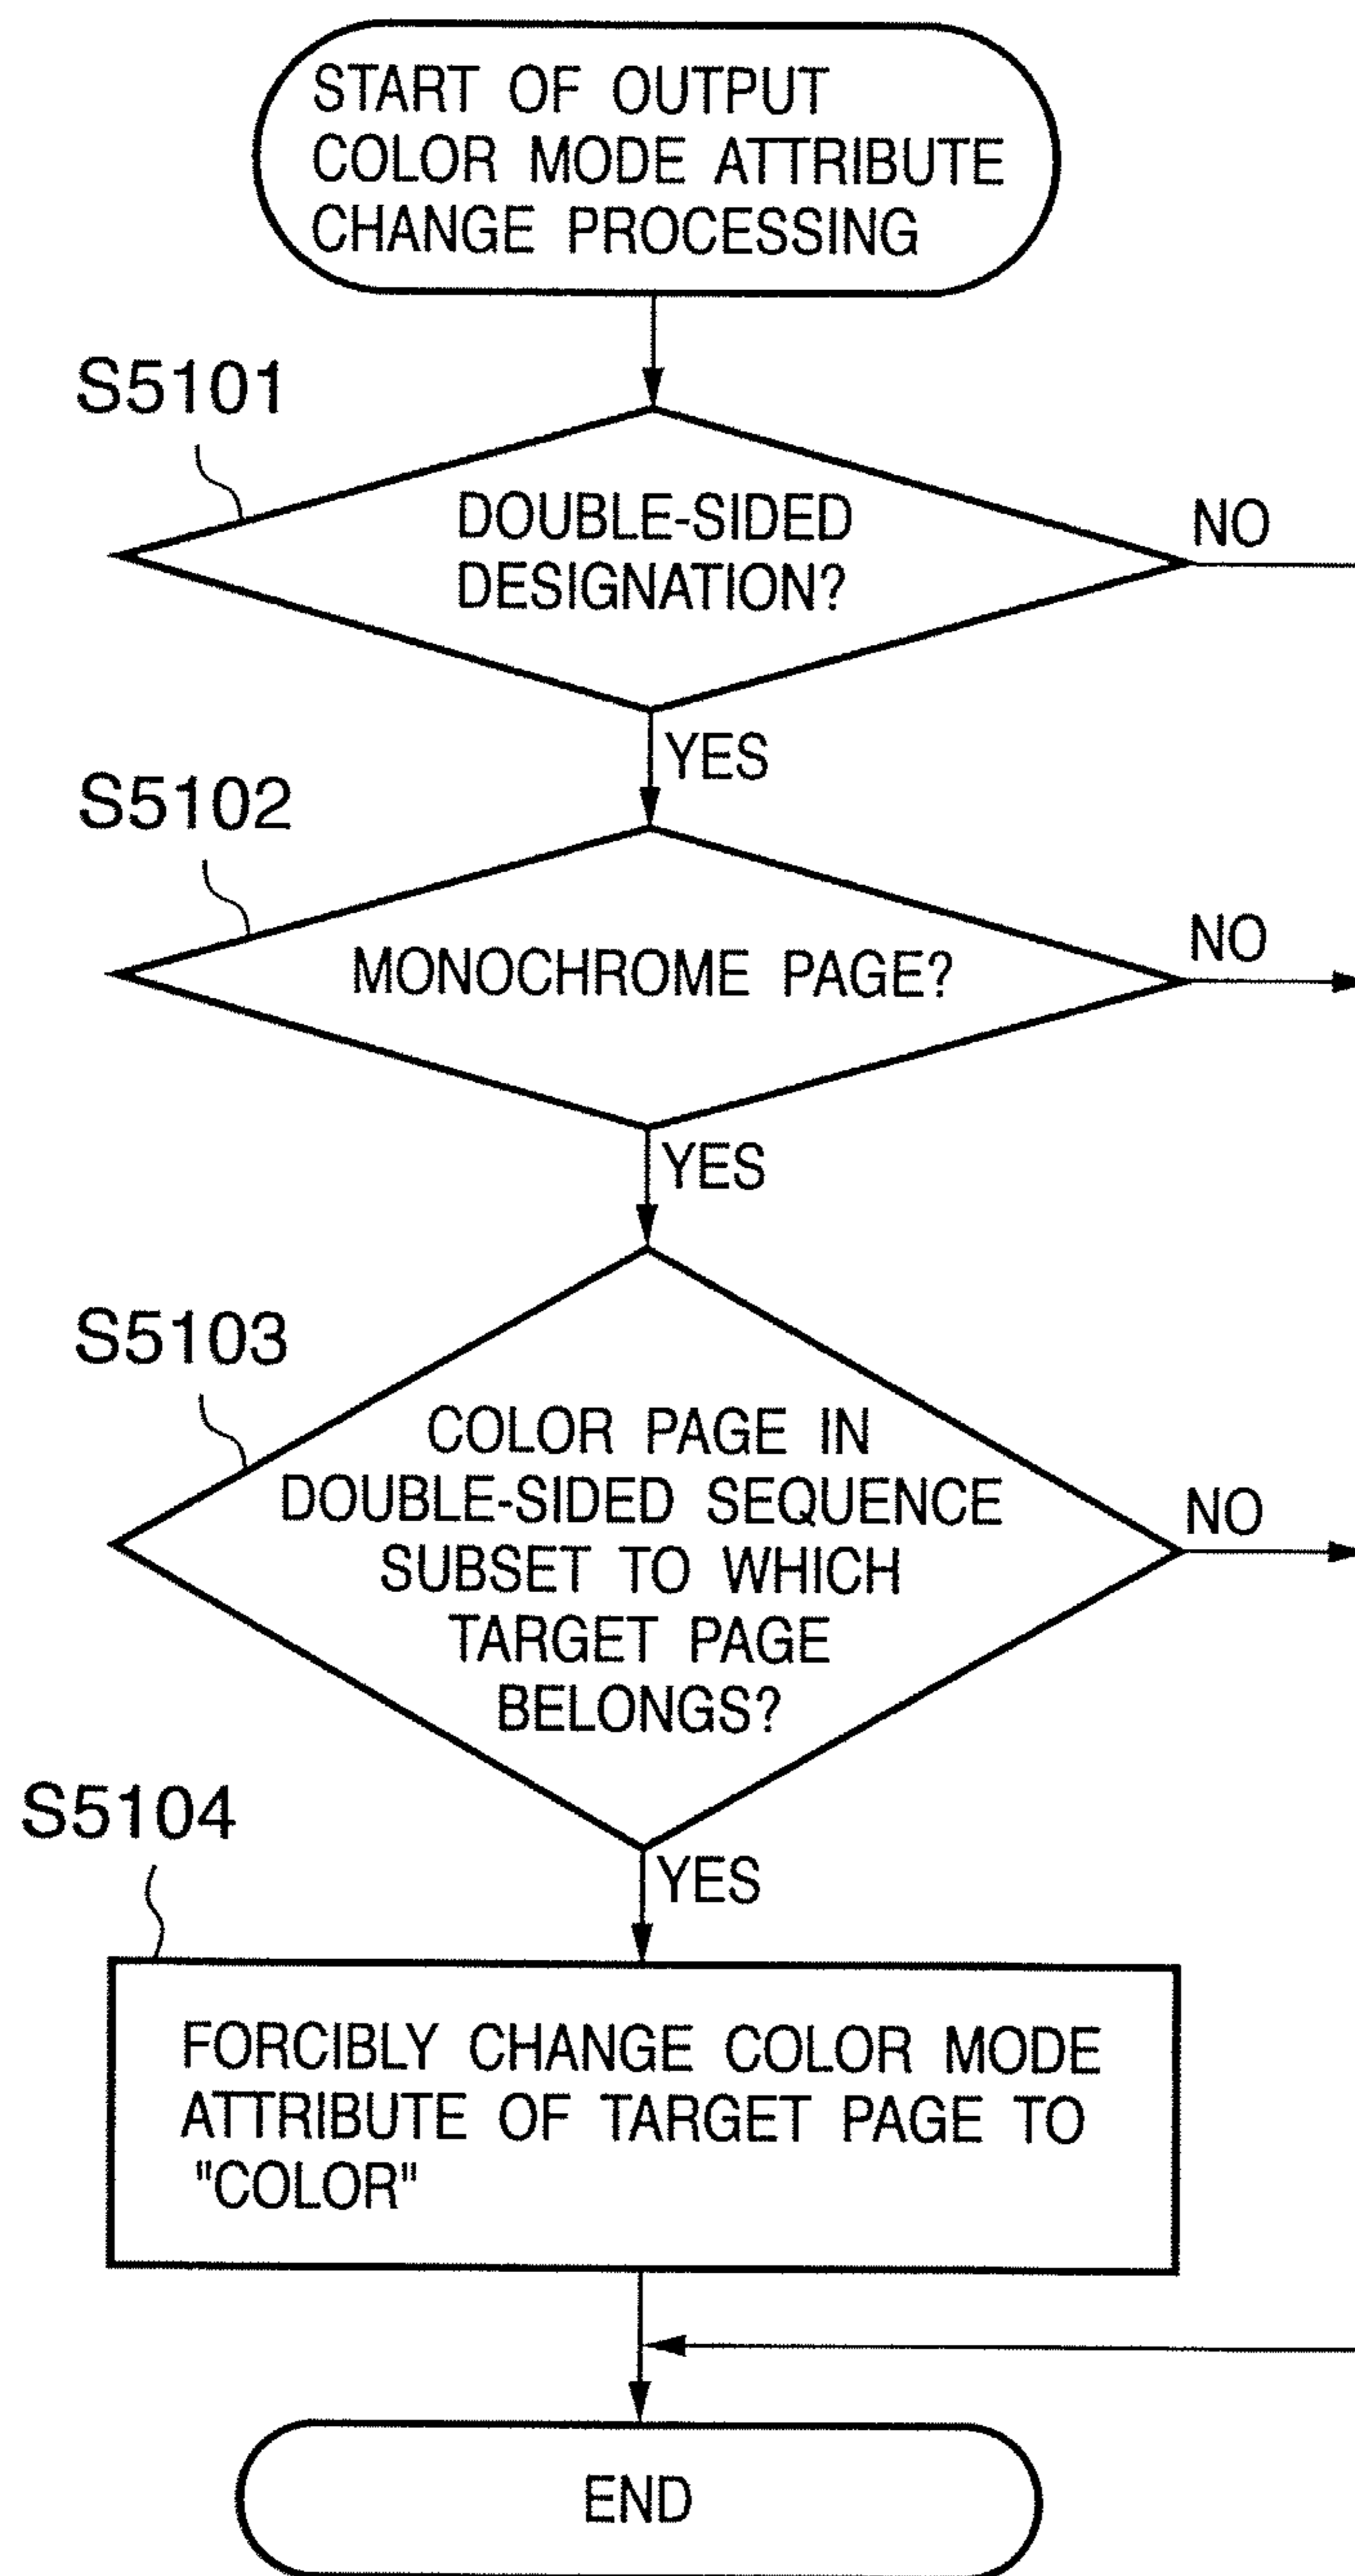 START OF OUTPUT
COLOR MODE ATTRIBUTE
CHANGE PROCESSING
S5101
DOUBLE-SIDED
DESIGNATION?
NO
YES
S5102
MONOCHROME PAGE?
NO
YES
S5103
COLOR PAGE IN
DOUBLE-SIDED SEQUENCE
SUBSET TO WHICH
TARGET PAGE
BELONGS?
NO
YES
S5104
FORCIBLY CHANGE COLOR MODE
ATTRIBUTE OF TARGET PAGE TO
"COLOR"
END